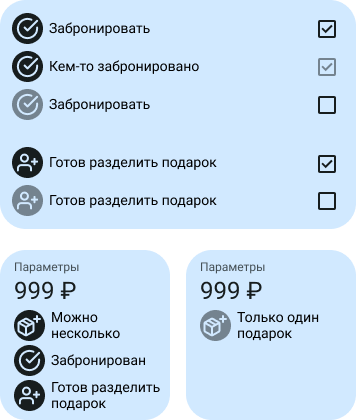 Забронировать
Кем-то забронировано
Забронировать
Готов разделить подарок
Готов разделить подарок
Параметры
999 ₽
Можно
несколько
Забронирован
Готов разделить
подарок
Параметры
999 ₽
Только один
подарок